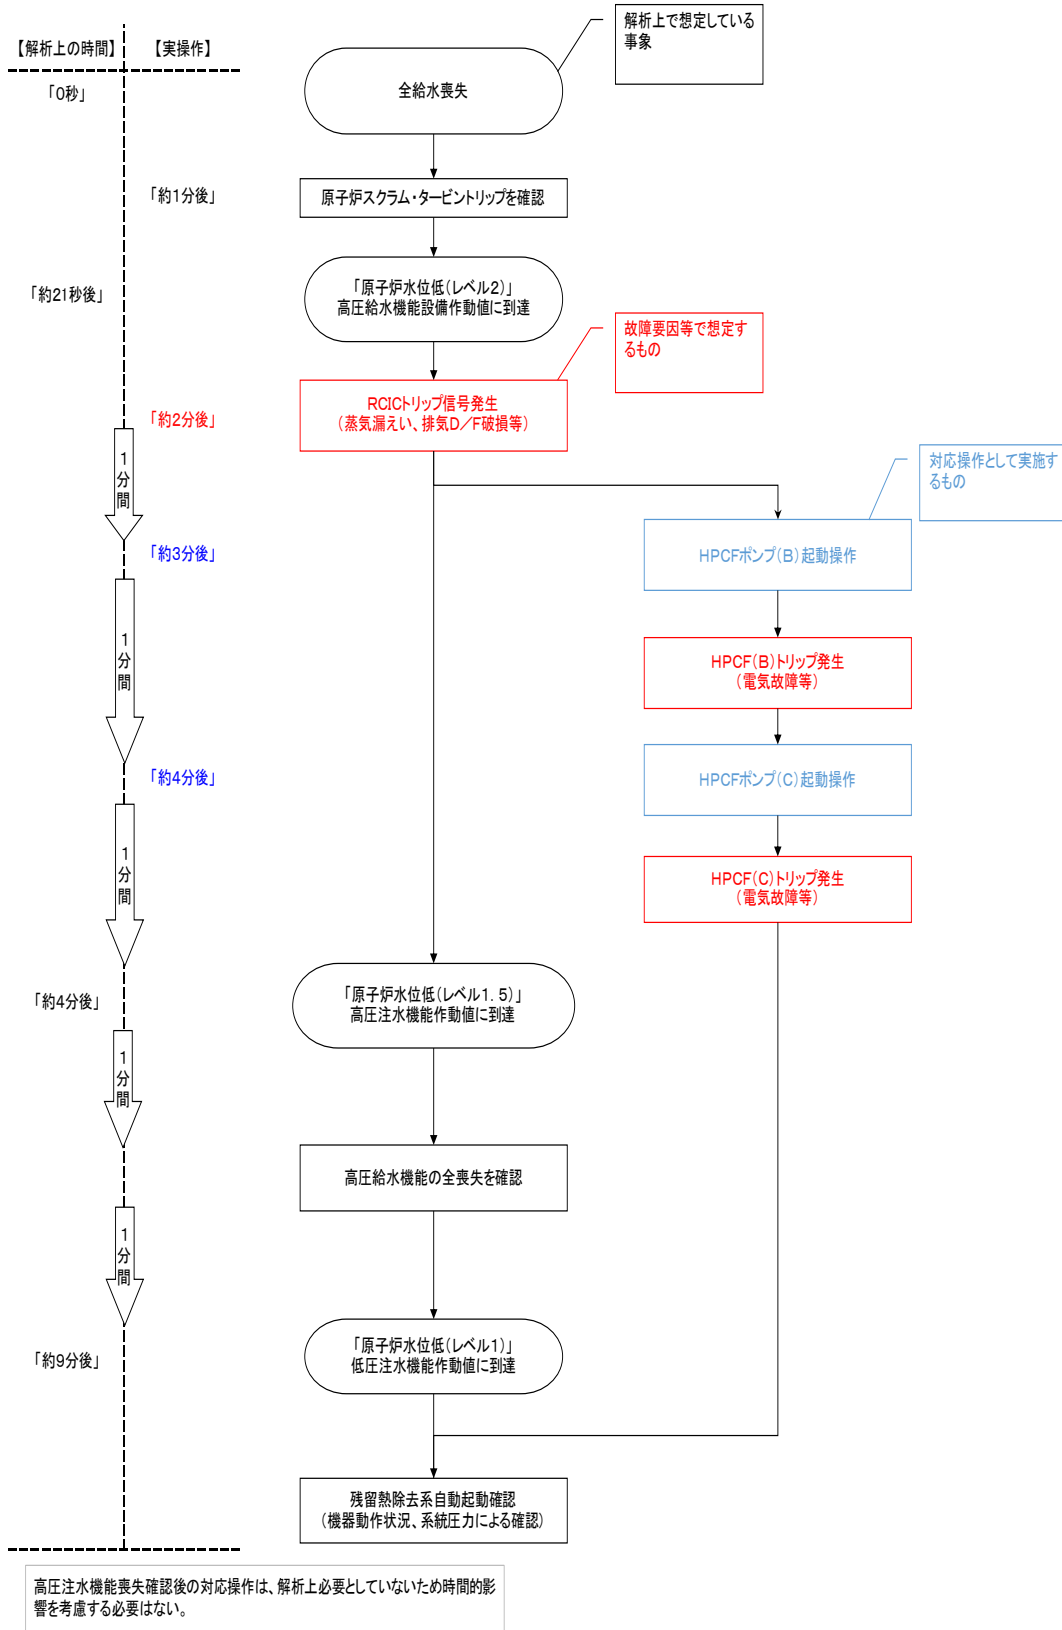 解析上で想定している
事象
【解析上の時間】
【実操作】
「0秒」
全給水喪失
「約1分後」
原子炉スクラム・タービントリップを確認
「約21秒後」
「原子炉水位低(レベル2)」
高圧給水機能設備作動値に到達
故障要因等で想定す
るもの
「約2分後」
RCICトリップ信号発生
(蒸気漏えい、排気D/F破損等)
1分間
対応操作として実施す
るもの
「約3分後」
HPCFポンプ(B)起動操作
1分間
HPCF(B)トリップ発生
(電気故障等)
「約4分後」
HPCFポンプ(C)起動操作
1分間
HPCF(C)トリップ発生
(電気故障等)
「約4分後」
「原子炉水位低(レベル1.5)」
高圧注水機能作動値に到達
1分間
高圧給水機能の全喪失を確認
1分間
「約9分後」
「原子炉水位低(レベル1)」
低圧注水機能作動値に到達
残留熱除去系自動起動確認
(機器動作状況、系統圧力による確認)
高圧注水機能喪失確認後の対応操作は、解析上必要としていないため時間的影
響を考慮する必要はない。